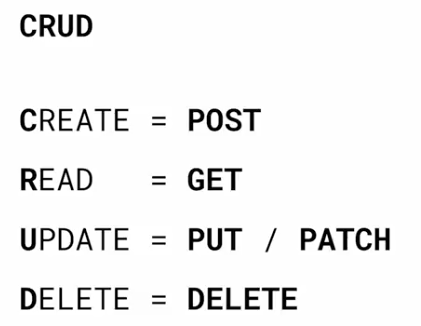 CRUD
CREATE = POST
READ = GET
UPDATE = PUT / PATCH
DELETE = DELETE